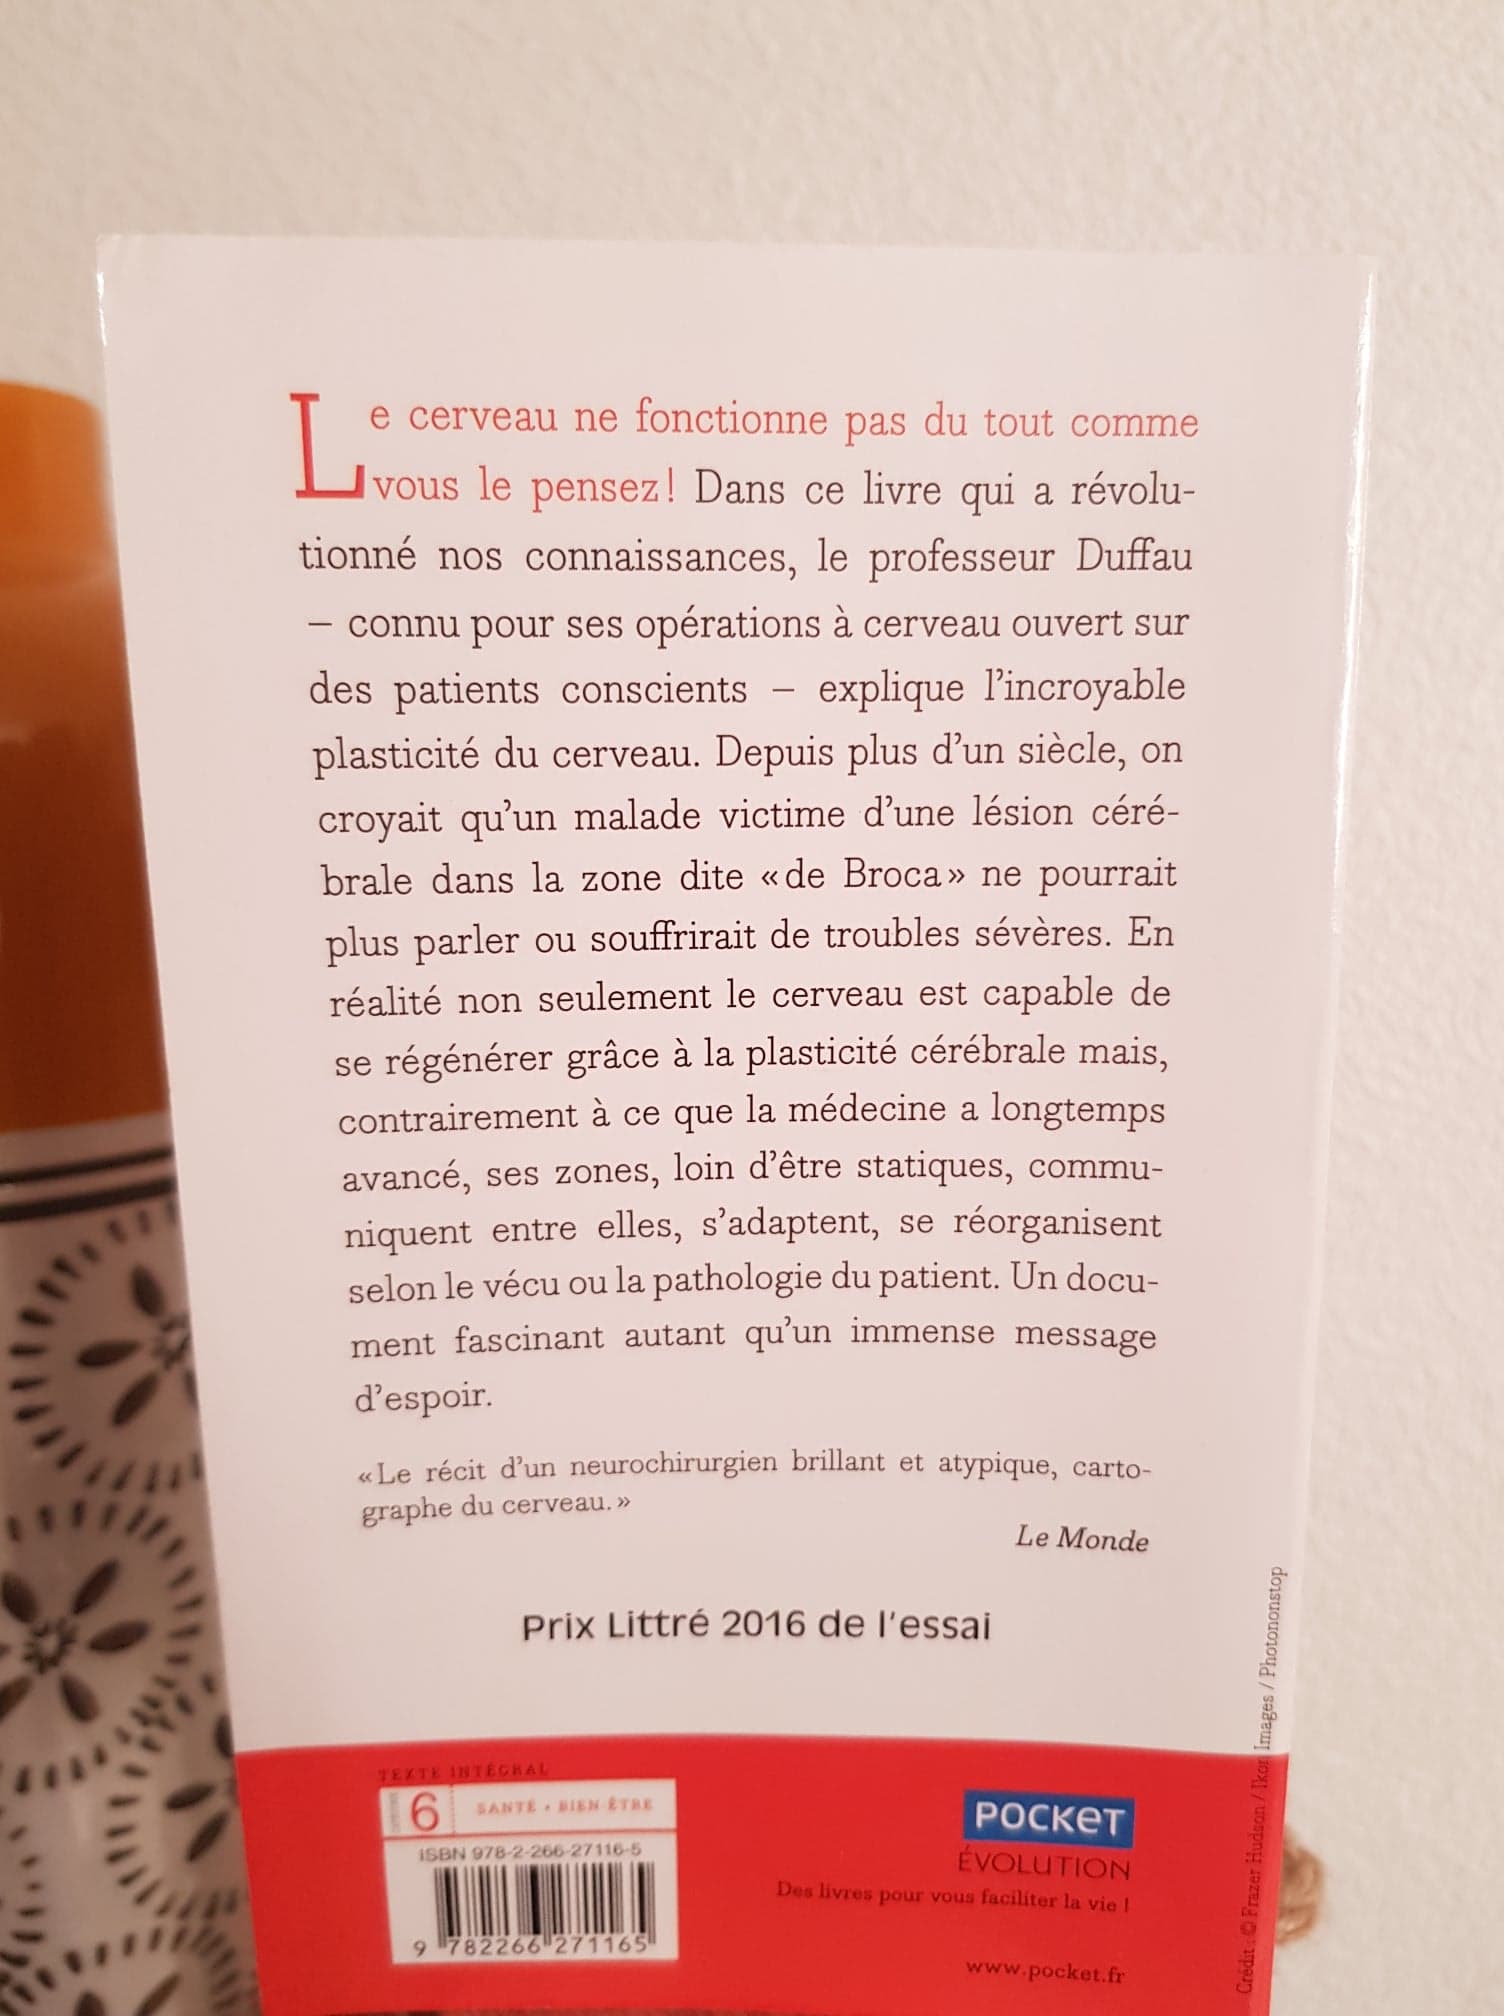 Le cerveau ne fonctionne pas du tout comme
vous le pensez! Dans ce livre qui a révolu-
tionné nos connaissances, le professeur Duffau
– connu pour ses opérations à cerveau ouvert sur
des patients conscients – explique l'incroyable
plasticité du cerveau. Depuis plus d'un siècle, on
croyait qu'un malade victime d'une lésion céré-
brale dans la zone dite «de Broca» ne pourrait
plus parler ou souffrirait de troubles sévères. En
réalité non seulement le cerveau est capable de
se régénérer grâce à la plasticité cérébrale mais,
contrairement à ce que la médecine a longtemps
avancé, ses zones, loin d'être statiques, commu-
niquent entre elles, s'adaptent, se réorganisent
selon le vécu ou la pathologie du patient. Un docu-
ment fascinant autant qu'un immense message
d'espoir.
«Le récit d'un neurochirurgien brillant et atypique, carto-
graphe du cerveau.»
Le Monde
Prix Littré 2016 de l'essai
TEXTE INTÉGRAL
6
SANTÉ • BIEN-ÊTRE
ISBN 978-2-266-27116-5
9 782266 271165
POCKET
ÉVOLUTION
Des livres pour vous faciliter la vie !
www.pocket.fr
Crédit : © Frazer Hudson / Ikon Images / Photononstop